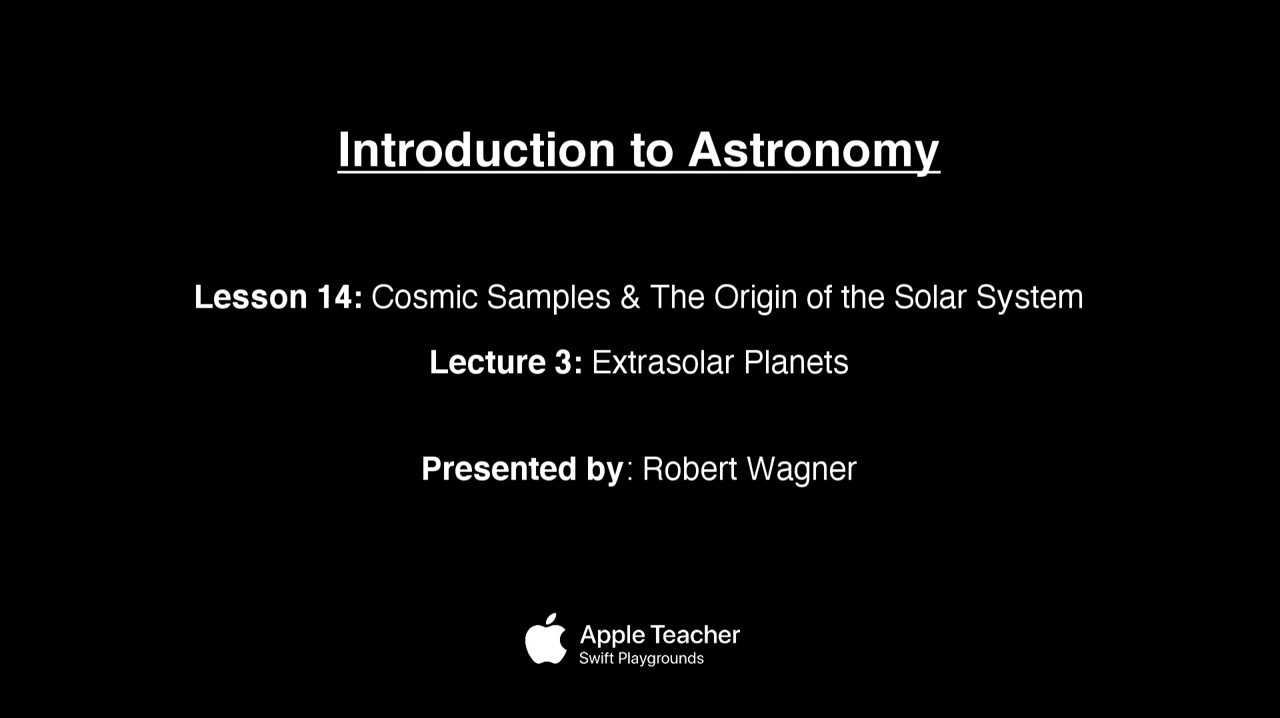 Introduction to Astronomy
Lesson 14: Cosmic Samples & The Origin of the Solar System
Lecture 3: Extrasolar Planets
Presented by: Robert Wagner
Apple Teacher
Swift Playgrounds